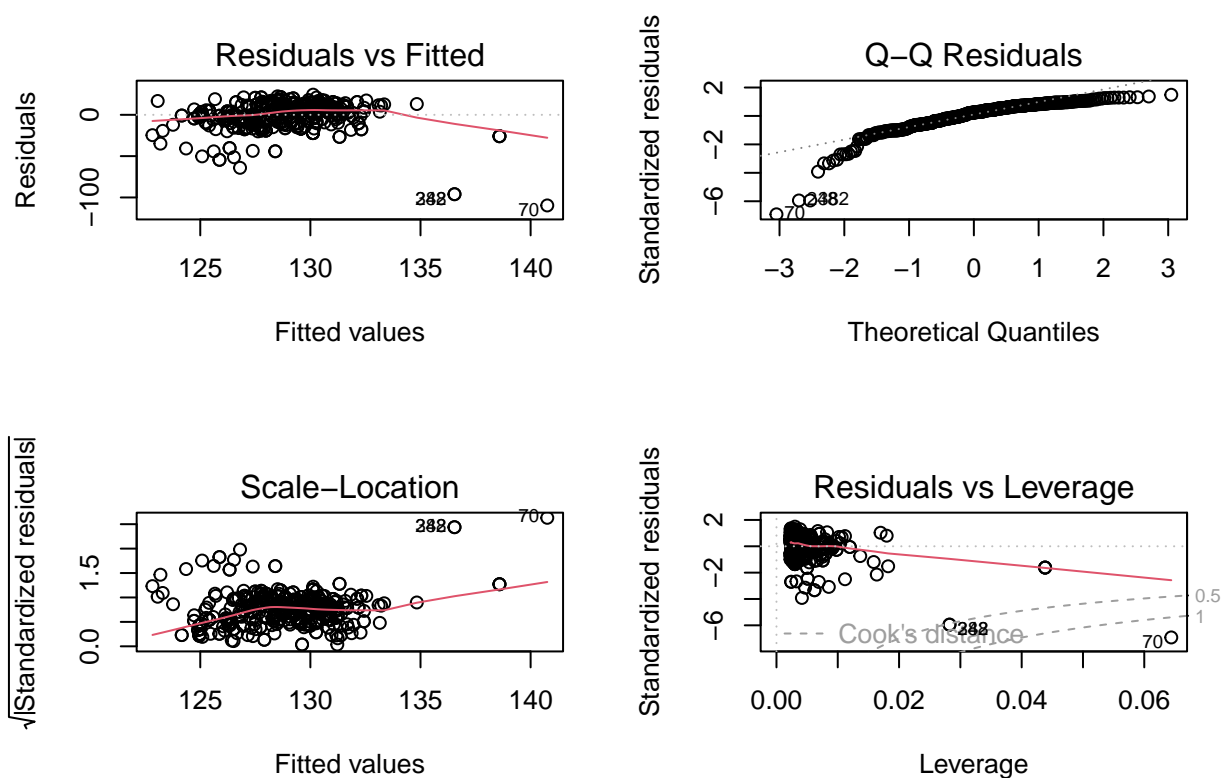 Residuals vs Fitted
Residuals
0
−100
70
125
130
135
140
Fitted values
Q−Q Residuals
Standardized residuals
2
−2
−6
70
−3
−2
−1
0
1
2
3
Theoretical Quantiles
Scale−Location
√|Standardized residuals|
1.5
0.0
70
125
130
135
140
Fitted values
Residuals vs Leverage
Standardized residuals
2
−2
−6
0.5
1
Cook's distance
70
0.00
0.02
0.04
0.06
Leverage